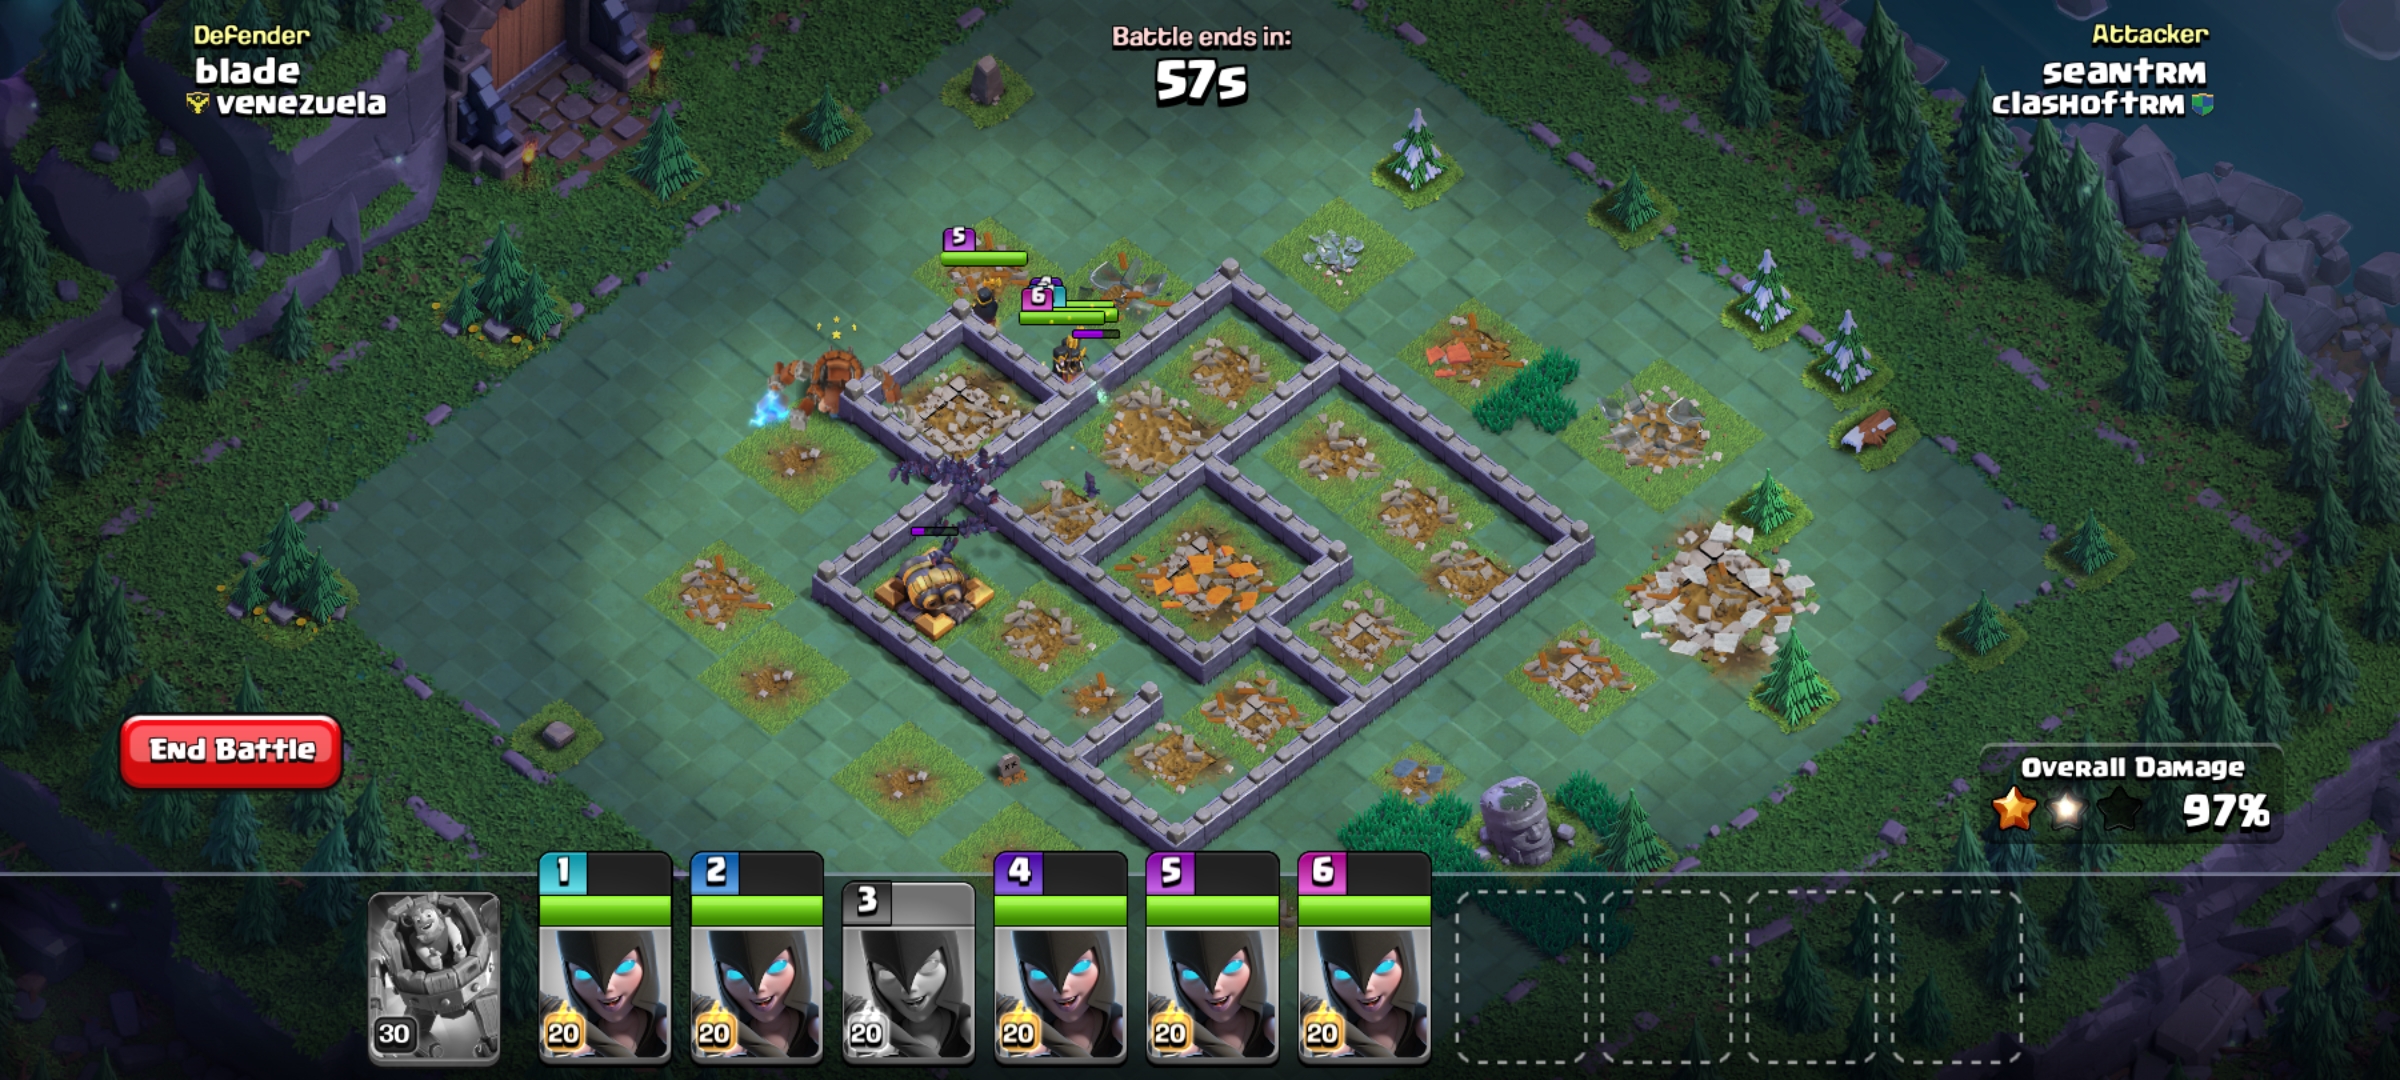 Defender
blade
venezuela
Battle ends in:
57s
Attacker
seantRM
clashoftRM
5
6
End Battle
Overall Damage
97%
1
2
3
4
5
6
30
20
20
20
20
20
20